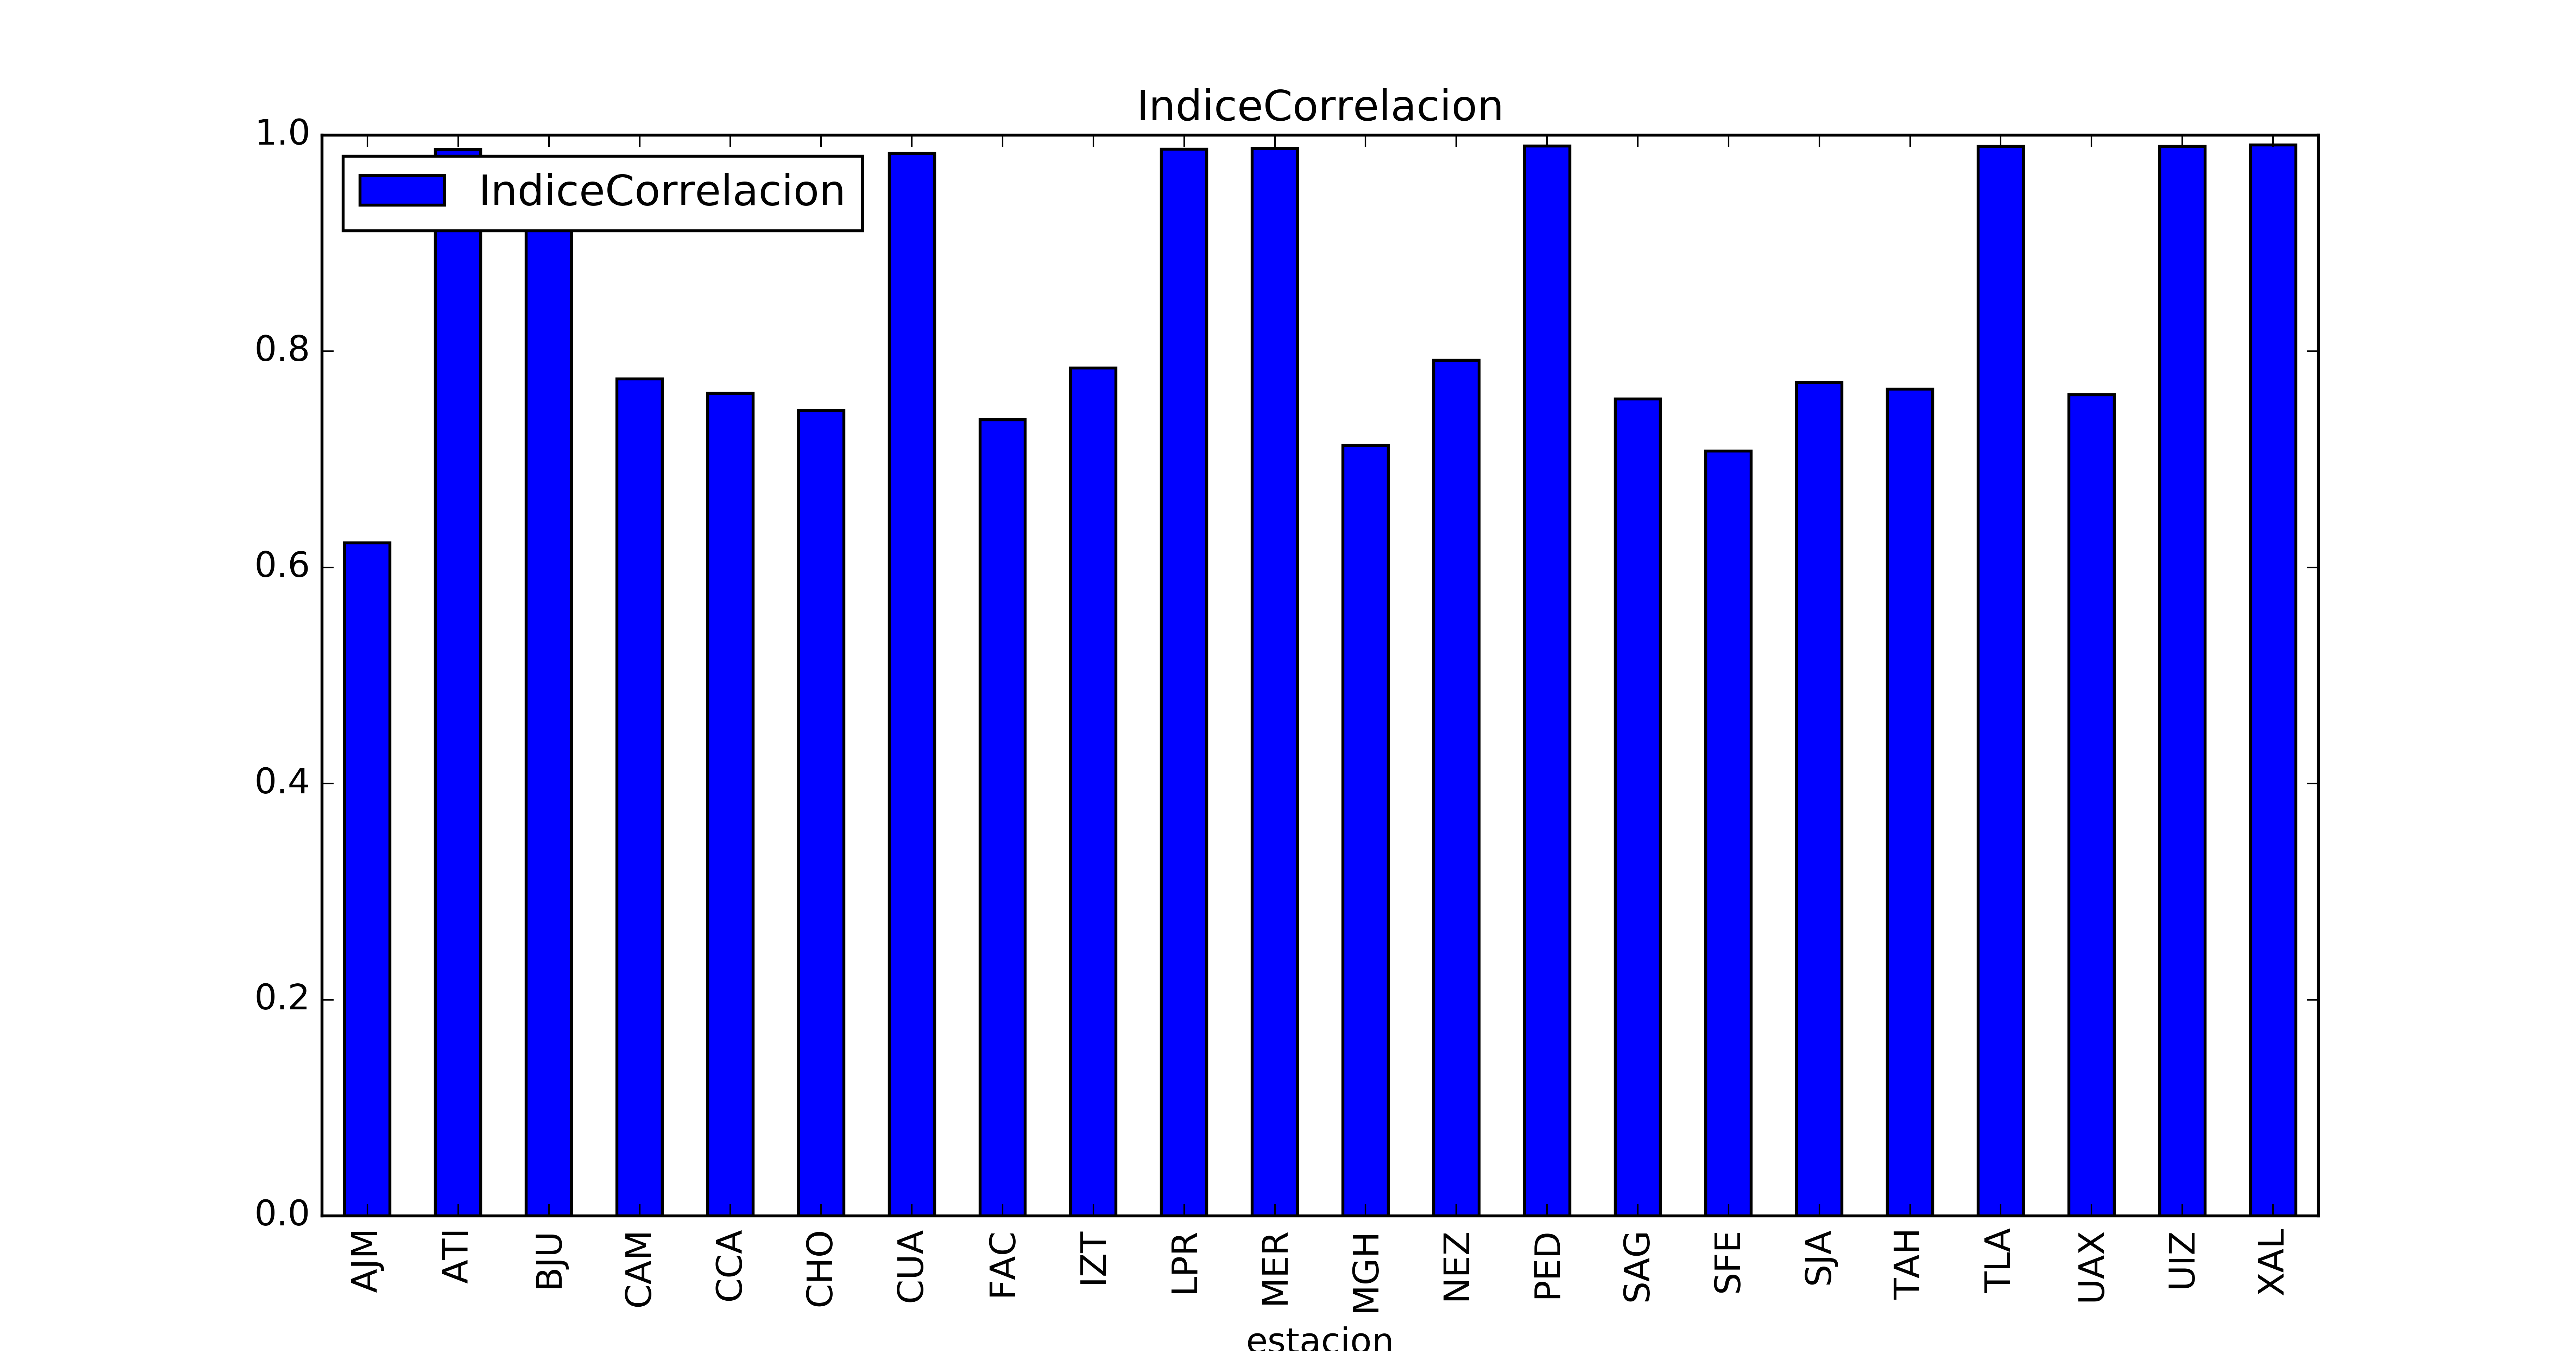 IndiceCorrelacion
1.0
IndiceCorrelacion
0.8
0.6
0.4
0.2
0.0
AJM ATI BJU CAM CCA CHO CUA FAC IZT LPR MER MGH NEZ PED SAG SFE SJA TAH TLA UAX UIZ XAL
estacion